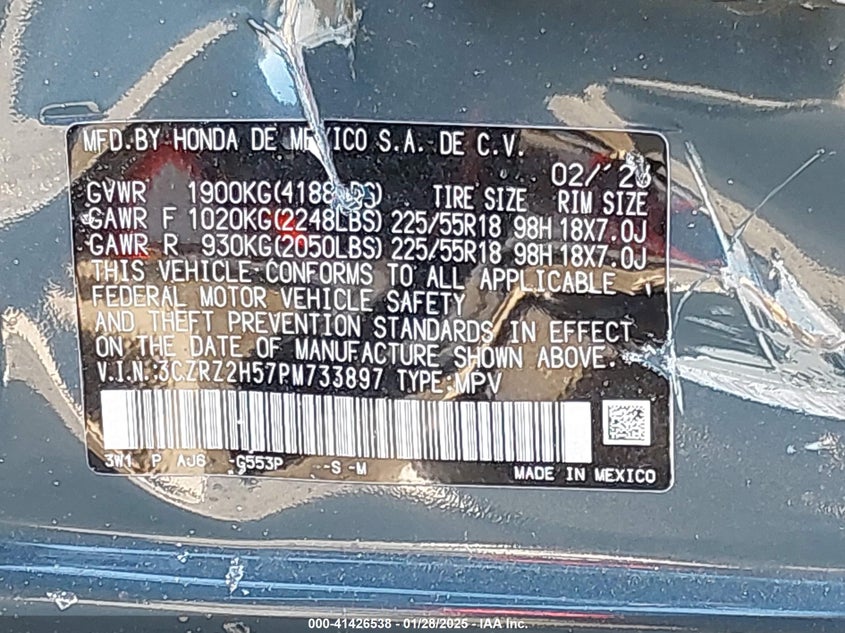 MFD.BY HONDA DE MEXICO S.A. DE C.V.
02/
GVWR 1900KG(4188LBS) TIRE SIZE RIM SIZE
GAWR F 1020KG(2248LBS) 225/55R18 98H 18X7.0J
GAWR R 930KG(2050LBS) 225/55R18 98H 18X7.0J
THIS VEHICLE CONFORMS TO ALL APPLICABLE
FEDERAL MOTOR VEHICLE SAFETY
AND THEFT PREVENTION STANDARDS IN EFFECT
ON THE DATE OF MANUFACTURE SHOWN ABOVE.
V.I.N.:3CZRZ2H57PM733897 TYPE:MPV
3W1 P AJ6 -G553P -S -M
MADE IN MEXICO
000-41426538 - 01/28/2025 - IAA Inc.